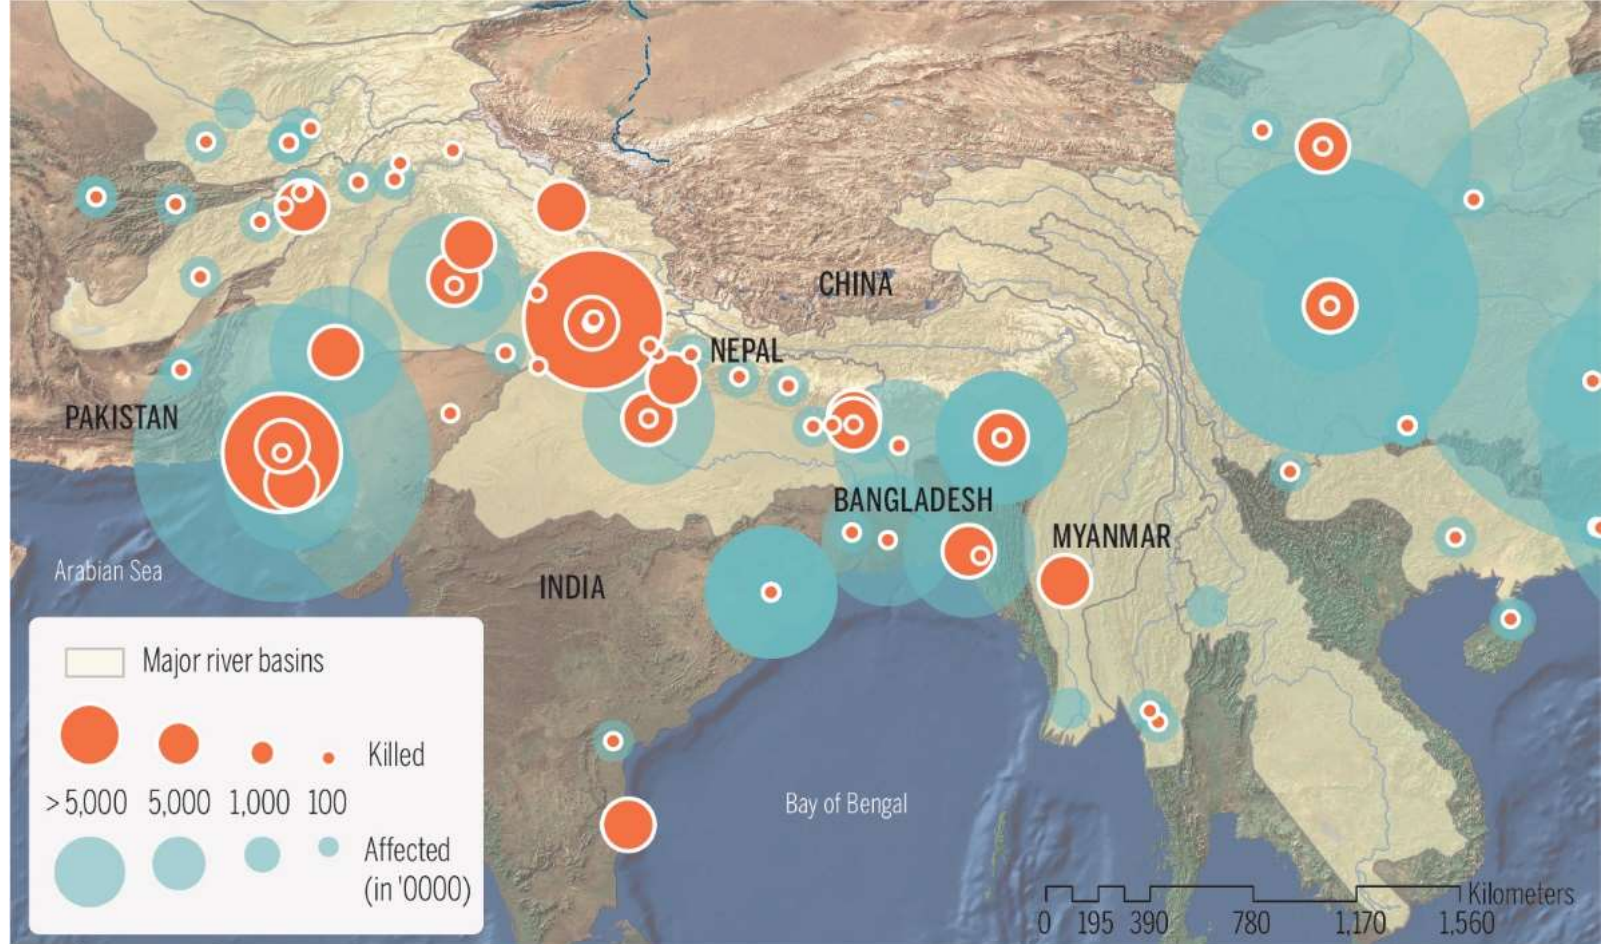 CHINA
NEPAL
PAKISTAN
BANGLADESH
MYANMAR
Arabian Sea
INDIA
Bay of Bengal
Major river basins
Killed
> 5,000 5,000 1,000 100
Affected
(in '0000)
Kilometers
0 195 390 780 1,170 1,560